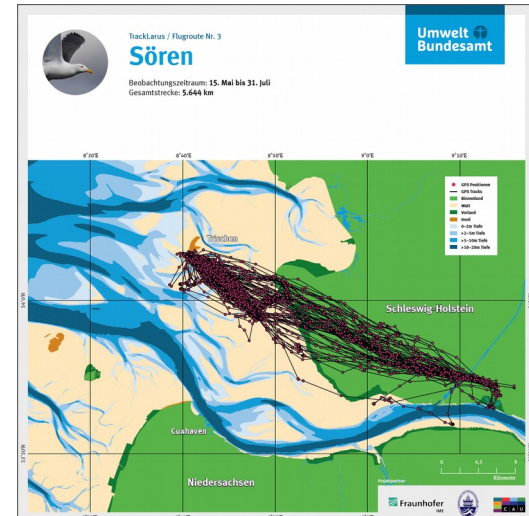 TrackLarus / Flugroute Nr. 3
Sören
Beobachtungszeitraum: 15. Mai bis 31. Juli
Gesamtstrecke: 5.644 km
Umwelt
Bundesamt
8°30'E 8°40'E 8°50'E 9°0'E 9°10'E
GPS Positionen
GPS Tracks
Binnenland
Watt
Vorland
Insel
0-2m Tiefe
>2-5m Tiefe
>5-10m Tiefe
>10-20m Tiefe
Trischen
54°0'N
Schleswig-Holstein
Cuxhaven
53°50'N
Niedersachsen
0 4,5 9
Kilometer
Fraunhofer
IME
CAU